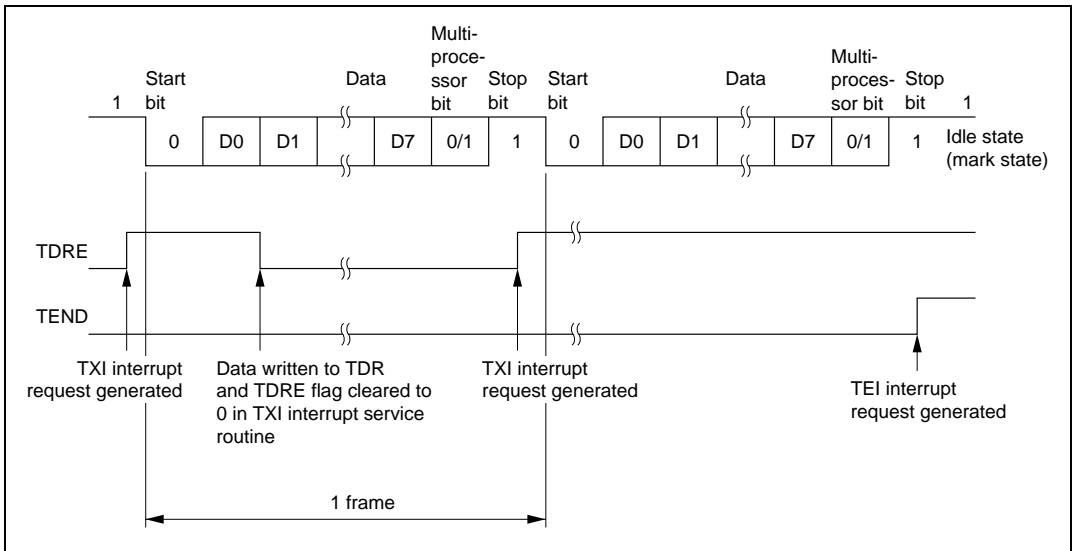 Multi-
proce-
ssor
bit
Start
bit
Data
Stop
bit
Start
bit
Data
Multi-
proces-
sor bit
Stop
bit
1
1
0
D0
D1
D7
0/1
1
0
D0
D1
D7
0/1
1
Idle state
(mark state)
TDRE
TEND
TXI interrupt
request generated
Data written to TDR
and TDRE flag cleared to
0 in TXI interrupt service
routine
TXI interrupt
request generated
TEI interrupt
request generated
1 frame